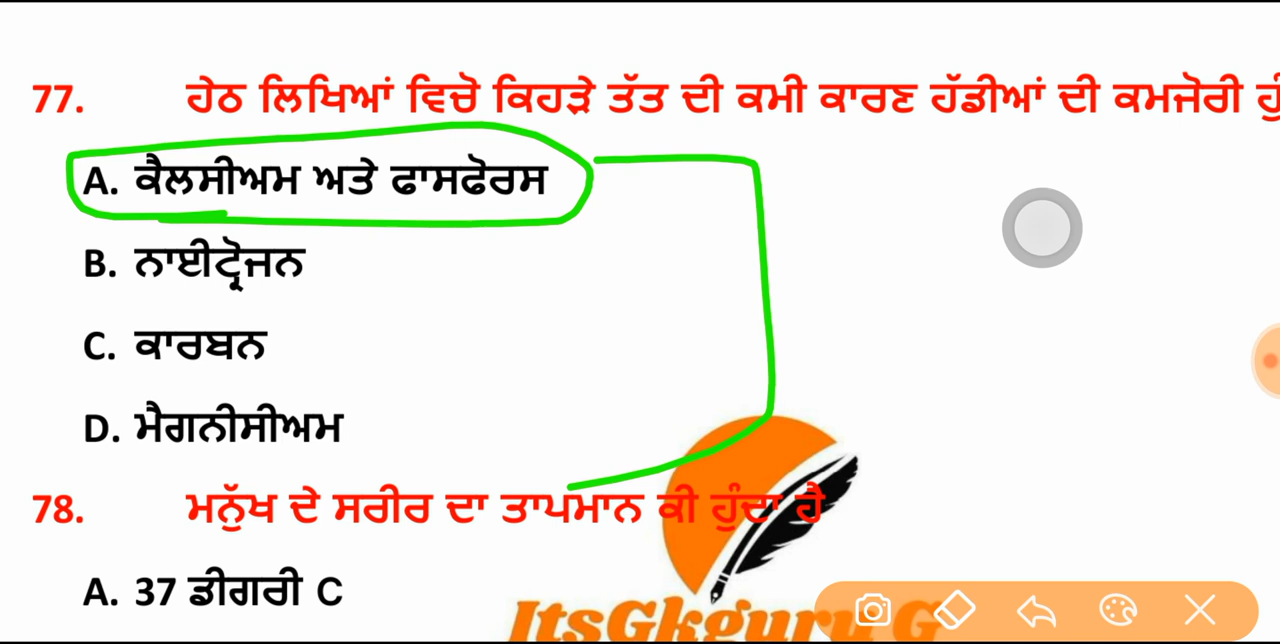 77. ਹੇਠ ਲਿਖਿਆਂ ਵਿਚੋ ਕਿਹੜੇ ਤੱਤ ਦੀ ਕਮੀ ਕਾਰਣ ਹੱਡੀਆਂ ਦੀ ਕਮਜੋਰੀ
A. ਕੈਲਸੀਅਮ ਅਤੇ ਫਾਸਫੋਰਸ
B. ਨਾਈਟ੍ਰੋਜਨ
C. ਕਾਰਬਨ
D. ਮੈਗਨੀਸੀਅਮ
78. ਮਨੁੱਖ ਦੇ ਸਰੀਰ ਦਾ ਤਾਪਮਾਨ ਕੀ ਹੁੰਦਾ ਹੈ
A. 37 ਡੀਗਰੀ C
ItsGkguru G